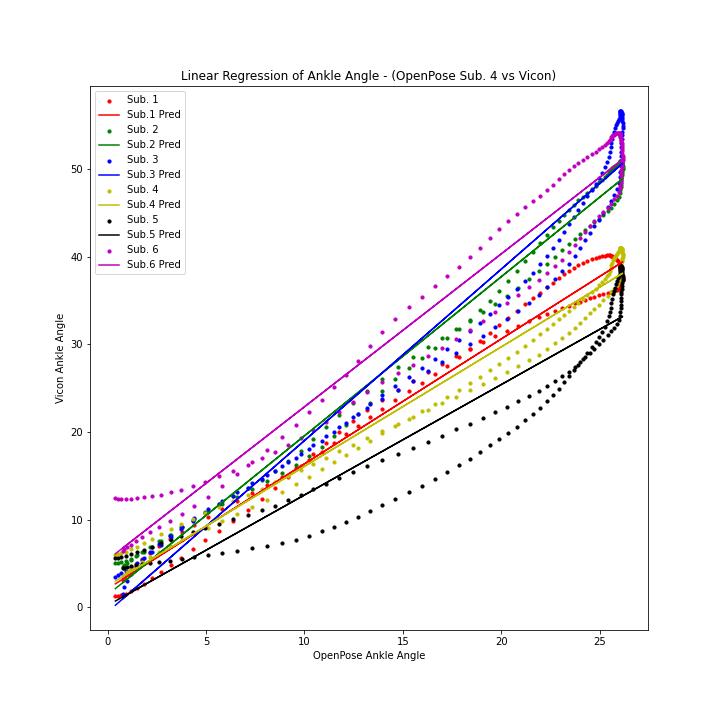 Linear Regression of Ankle Angle - (OpenPose Sub. 4 vs Vicon)
Sub. 1
Sub.1 Pred
Sub. 2
Sub.2 Pred
Sub. 3
Sub.3 Pred
Sub. 4
Sub.4 Pred
Sub. 5
Sub.5 Pred
Sub. 6
Sub.6 Pred
Vicon Ankle Angle
50
40
30
20
10
0
0 5 10 15 20 25
OpenPose Ankle Angle